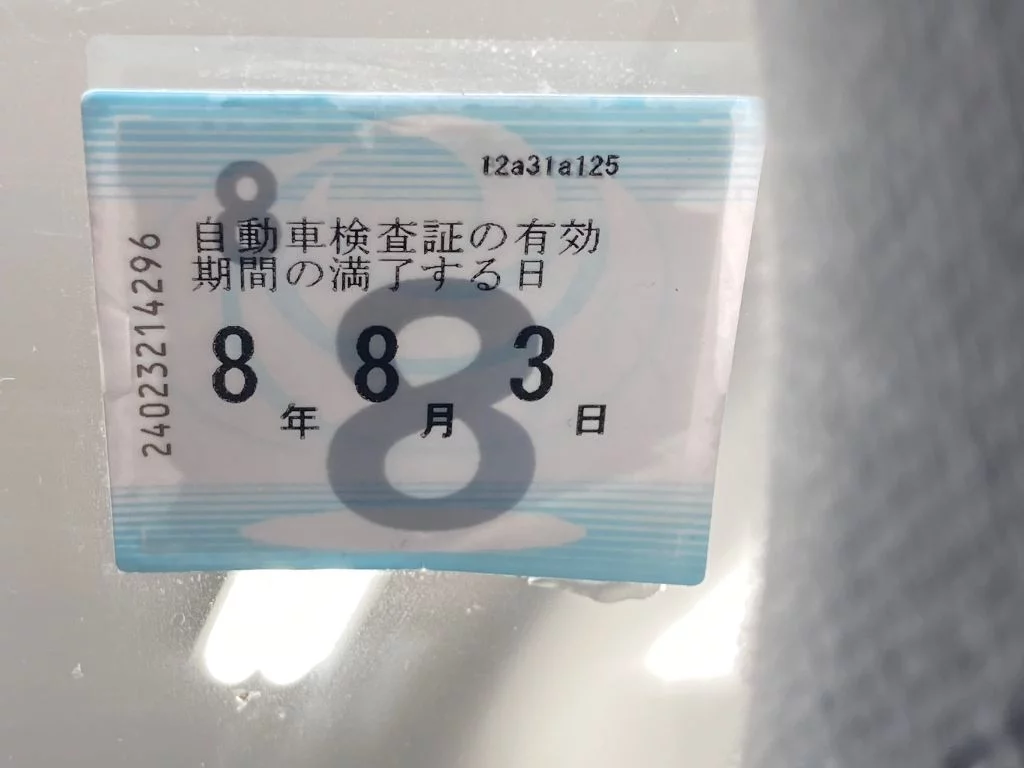 12a31a125
8
自動車検査証の有効
期間の満了する日
8年8月3日
8
24023214296